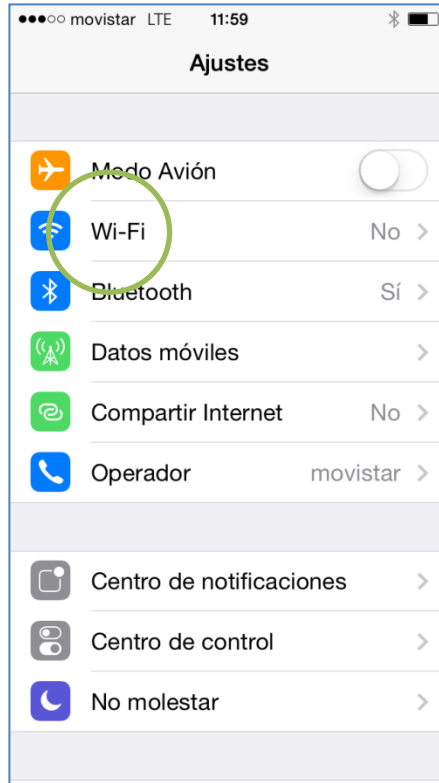 movistar LTE 11:59
Ajustes
Modo Avión
Wi-Fi No
Bluetooth Sí
Datos móviles
Compartir Internet No
Operador movistar
Centro de notificaciones
Centro de control
No molestar